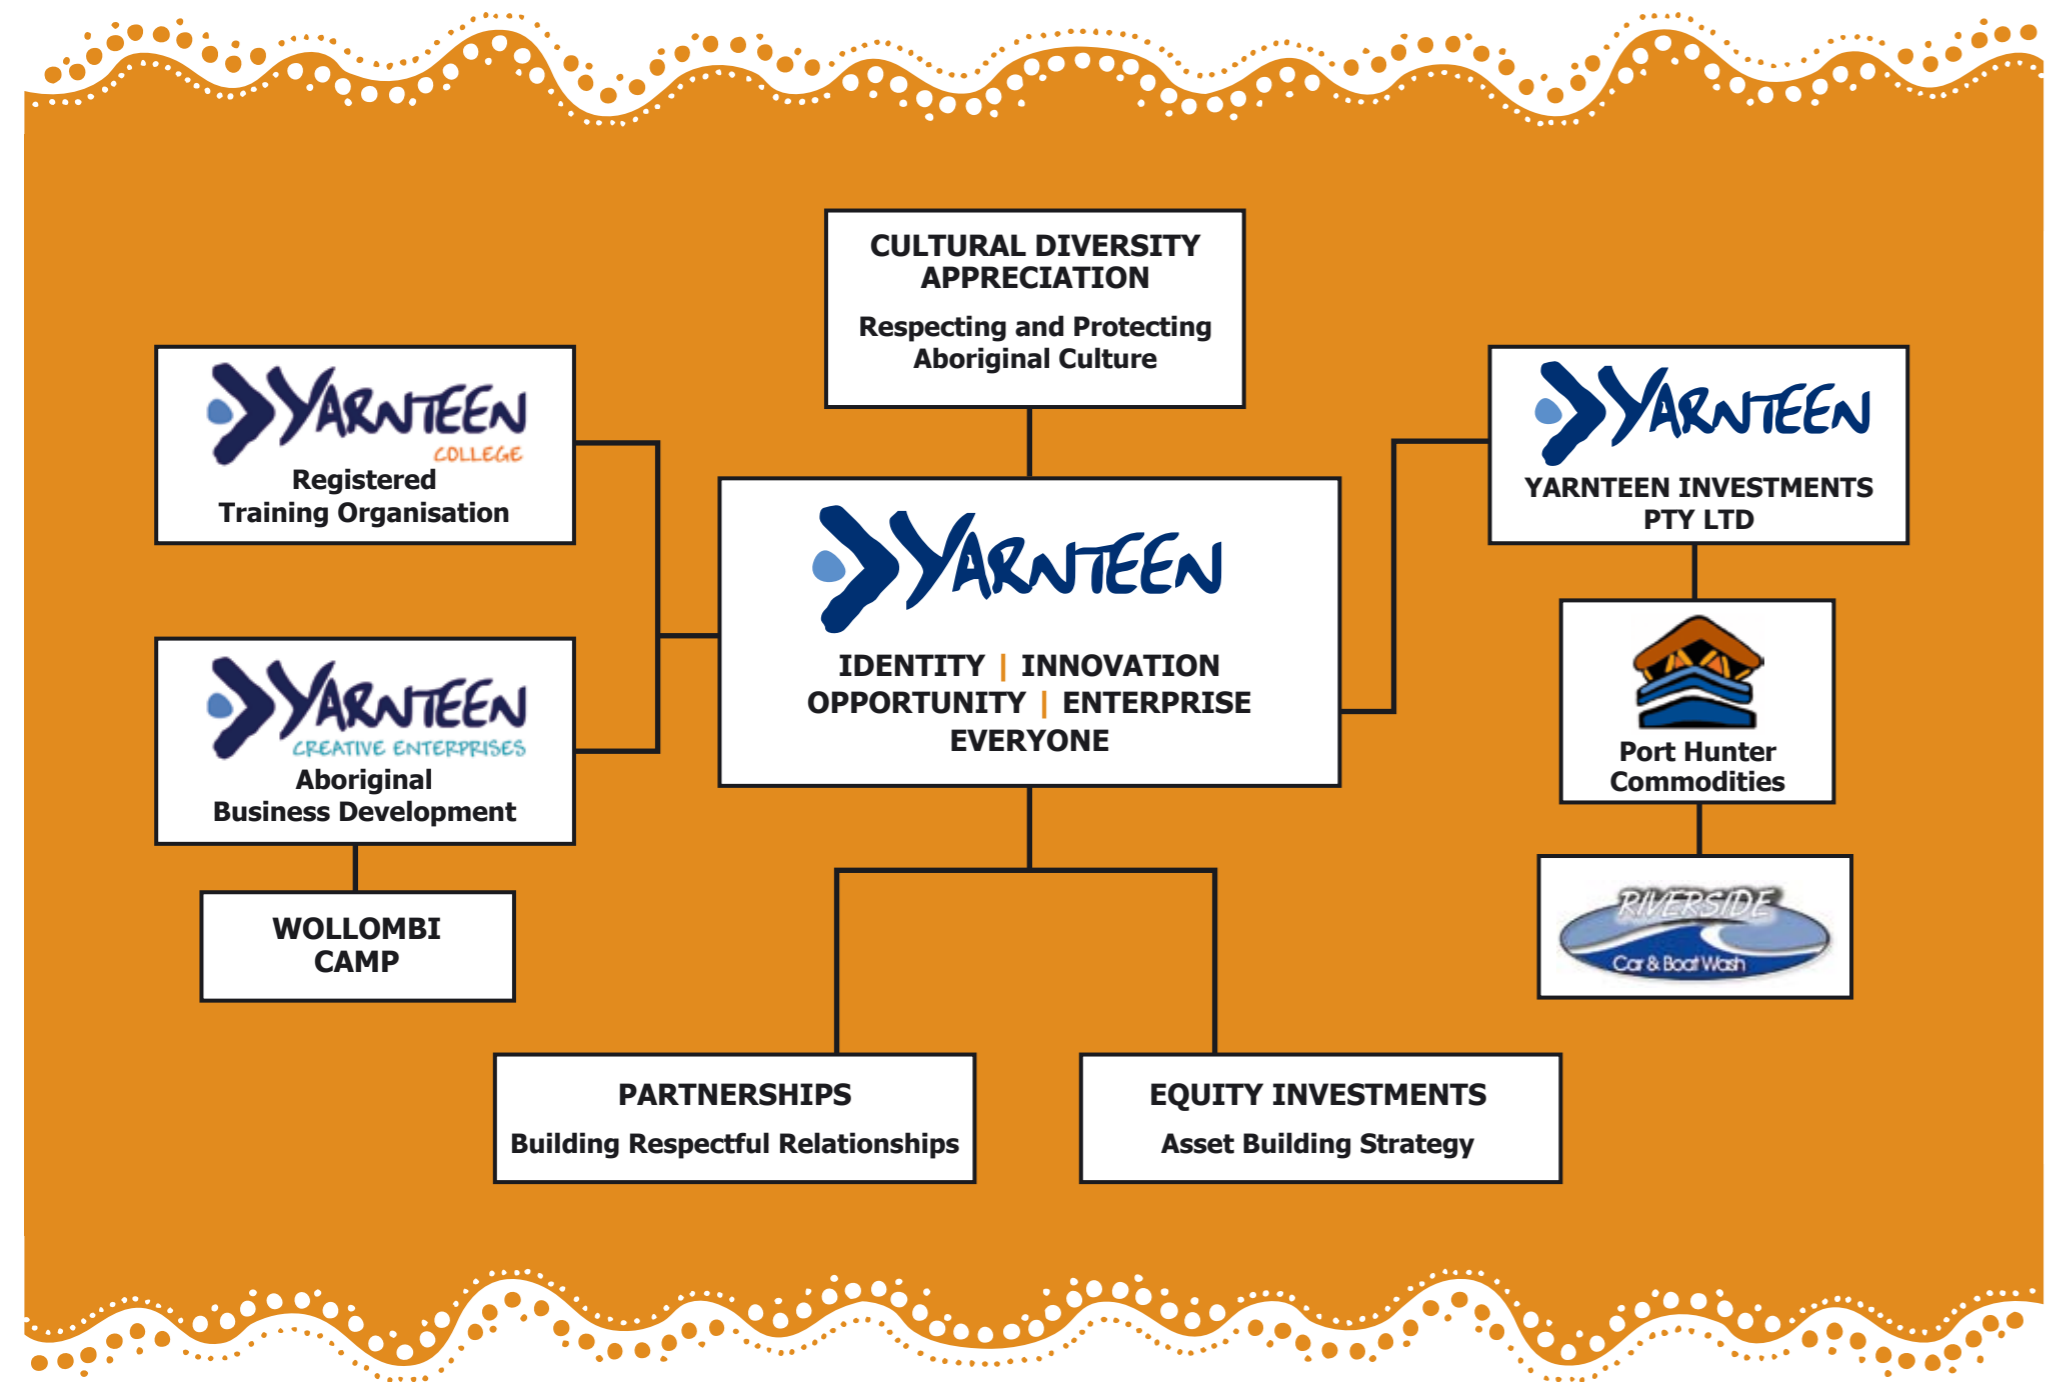 CULTURAL DIVERSITY
APPRECIATION
Respecting and Protecting
Aboriginal Culture
YARNTEEN
COLLEGE
Registered
Training Organisation
YARNTEEN
YARNTEEN INVESTMENTS
PTY LTD
YARNTEEN
IDENTITY | INNOVATION
OPPORTUNITY | ENTERPRISE
EVERYONE
YARNTEEN
CREATIVE ENTERPRISES
Aboriginal
Business Development
Port Hunter
Commodities
WOLLOMBI
CAMP
RIVERSIDE
Car & Boat Wash
PARTNERSHIPS
Building Respectful Relationships
EQUITY INVESTMENTS
Asset Building Strategy